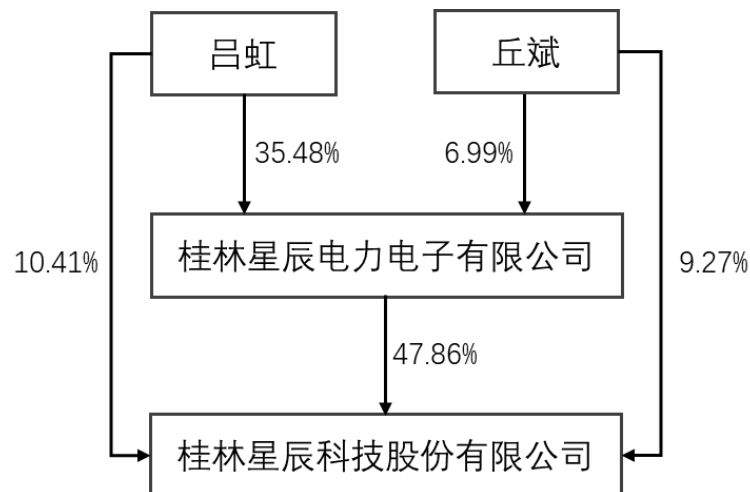 吕虹
丘斌
35.48%
6.99%
桂林星辰电力电子有限公司
10.41%
9.27%
47.86%
桂林星辰科技股份有限公司